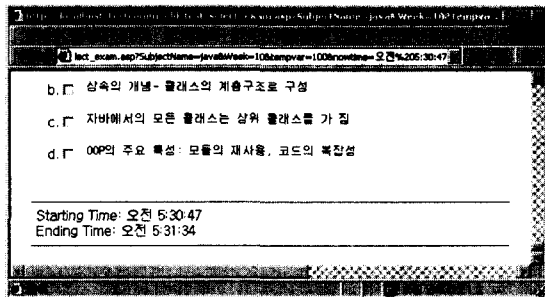 lect_exam.asp?SubjectName=java&Week=10&tempvar=100&nowtime=오전%205:30:47
b. 상속의 개념- 클래스의 계층구조로 구성
c. 자바에서의 모든 클래스는 상위 클래스를 가 짐
d. OOP의 주요 특성: 모듈의 재사용, 코드의 복잡성
Starting Time: 오전 5:30:47
Ending Time: 오전 5:31:34